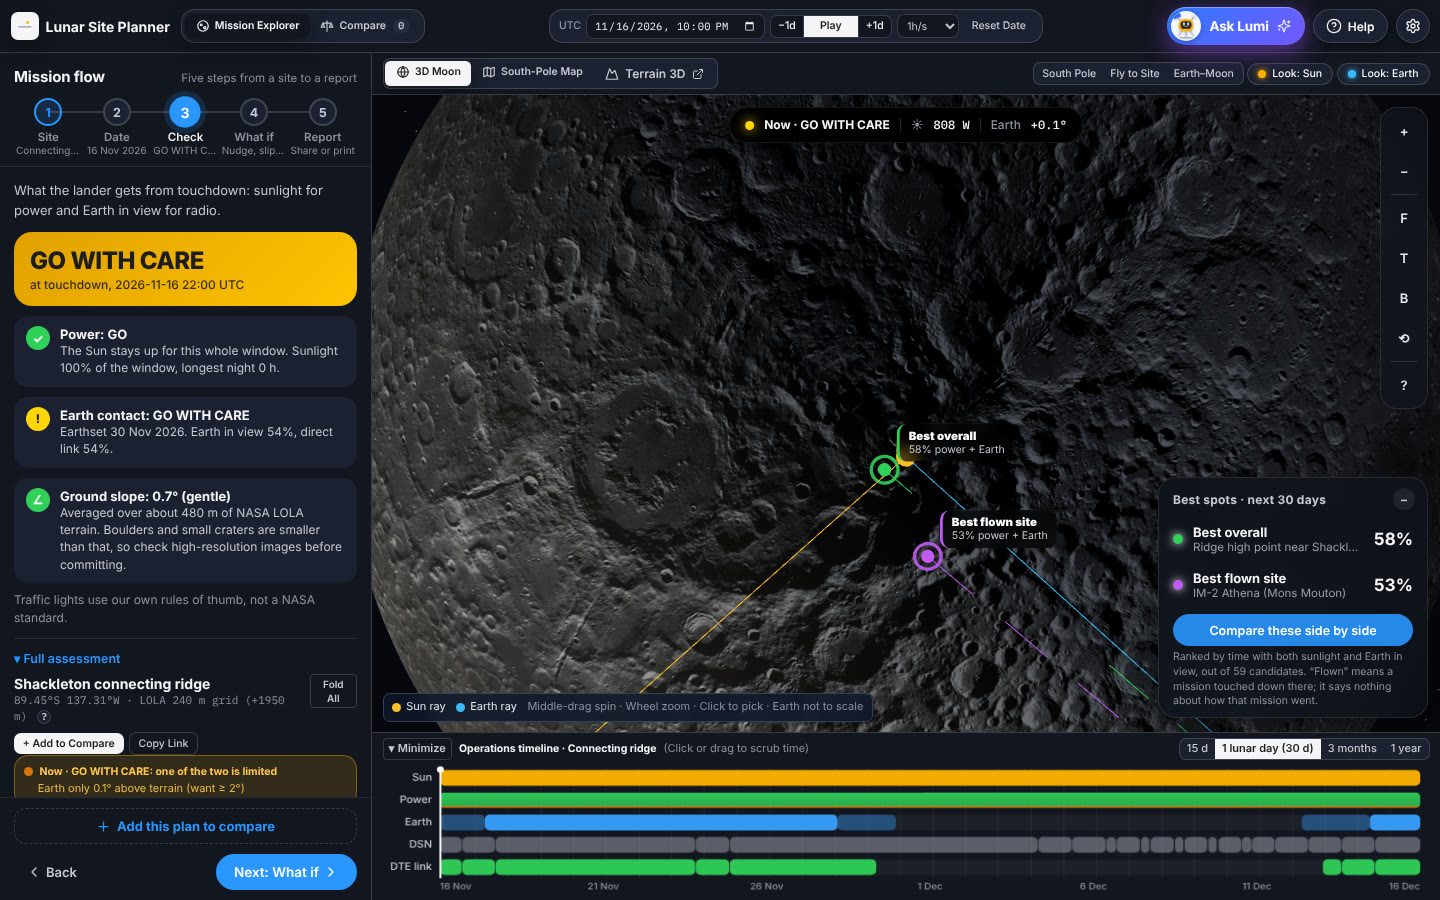 Lunar Site Planner
Mission Explorer
Compare 0
UTC 11/16/2026, 10:00 PM
−1d Play +1d
1h/s
Reset Date
Ask Lumi
Help
Mission flow
Five steps from a site to a report
1 2 3 4 5
Site Date Check What if Report
Connecting... 16 Nov 2026 GO WITH C... Nudge, slip... Share or print
What the lander gets from touchdown: sunlight for
power and Earth in view for radio.
GO WITH CARE
at touchdown, 2026-11-16 22:00 UTC
Power: GO
The Sun stays up for this whole window. Sunlight
100% of the window, longest night 0 h.
!
Earth contact: GO WITH CARE
Earthset 30 Nov 2026. Earth in view 54%, direct
link 54%.
Ground slope: 0.7° (gentle)
Averaged over about 480 m of NASA LOLA
terrain. Boulders and small craters are smaller
than that, so check high-resolution images before
committing.
Traffic lights use our own rules of thumb, not a NASA
standard.
▾ Full assessment
Shackleton connecting ridge
89.45°S 137.31°W · LOLA 240 m grid (+1950
m) ?
Fold
All
+ Add to Compare
Copy Link
Now · GO WITH CARE: one of the two is limited
Earth only 0.1° above terrain (want ≥ 2°)
+ Add this plan to compare
Back
Next: What if
3D Moon
South-Pole Map
Terrain 3D
South Pole
Fly to Site
Earth–Moon
Look: Sun
Look: Earth
Now · GO WITH CARE
☀ 808 W
Earth +0.1°
+
−
F
T
B
⟲
?
Best overall
58% power + Earth
Best flown site
53% power + Earth
Best spots · next 30 days
−
Best overall
Ridge high point near Shackl...
58%
Best flown site
IM-2 Athena (Mons Mouton)
53%
Compare these side by side
Ranked by time with both sunlight and Earth in
view, out of 59 candidates. “Flown” means a
mission touched down there; it says nothing
about how that mission went.
Sun ray
Earth ray
Middle-drag spin · Wheel zoom · Click to pick · Earth not to scale
▾ Minimize
Operations timeline · Connecting ridge
(Click or drag to scrub time)
15 d
1 lunar day (30 d)
3 months
1 year
Sun
Power
Earth
DSN
DTE link
16 Nov 21 Nov 26 Nov 1 Dec 6 Dec 11 Dec 16 Dec